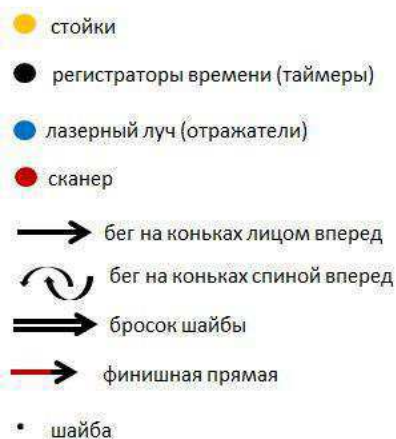 стойки
регистраторы времени (таймеры)
лазерный луч (отражатели)
сканер
бег на коньках лицом вперед
бег на коньках спиной вперед
бросок шайбы
финишная прямая
шайба